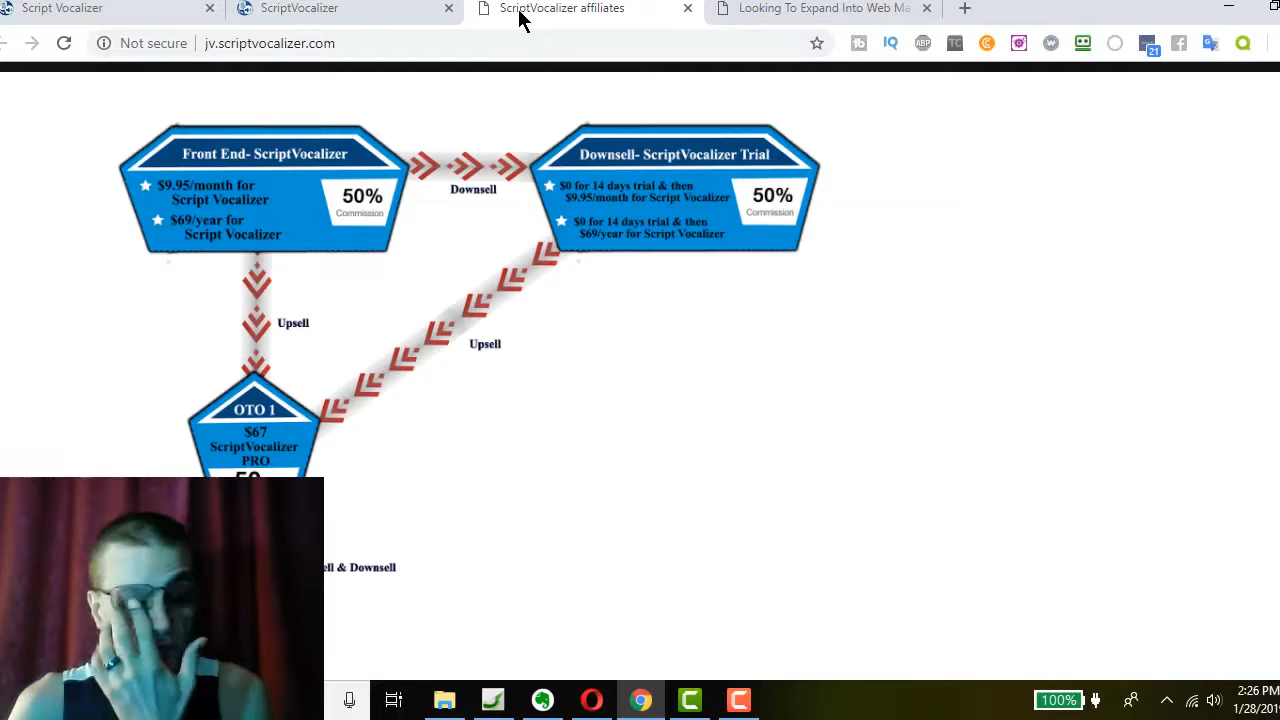 Script Vocalizer
ScriptVocalizer
ScriptVocalizer affiliates
Looking To Expand Into Web Ma
Not secure
jv.scriptvocalizer.com
ABP
TC
21
Front End- ScriptVocalizer
$9.95/month for
Script Vocalizer
$69/year for
Script Vocalizer
50%
Commission
Downsell
Downsell- ScriptVocalizer Trial
$0 for 14 days trial & then
$9.95/month for Script Vocalizer
$0 for 14 days trial & then
$69/year for Script Vocalizer
50%
Commission
Upsell
Upsell
OTO 1
$67
ScriptVocalizer
PRO
ell & Downsell
100%
2:26 PM
1/28/201